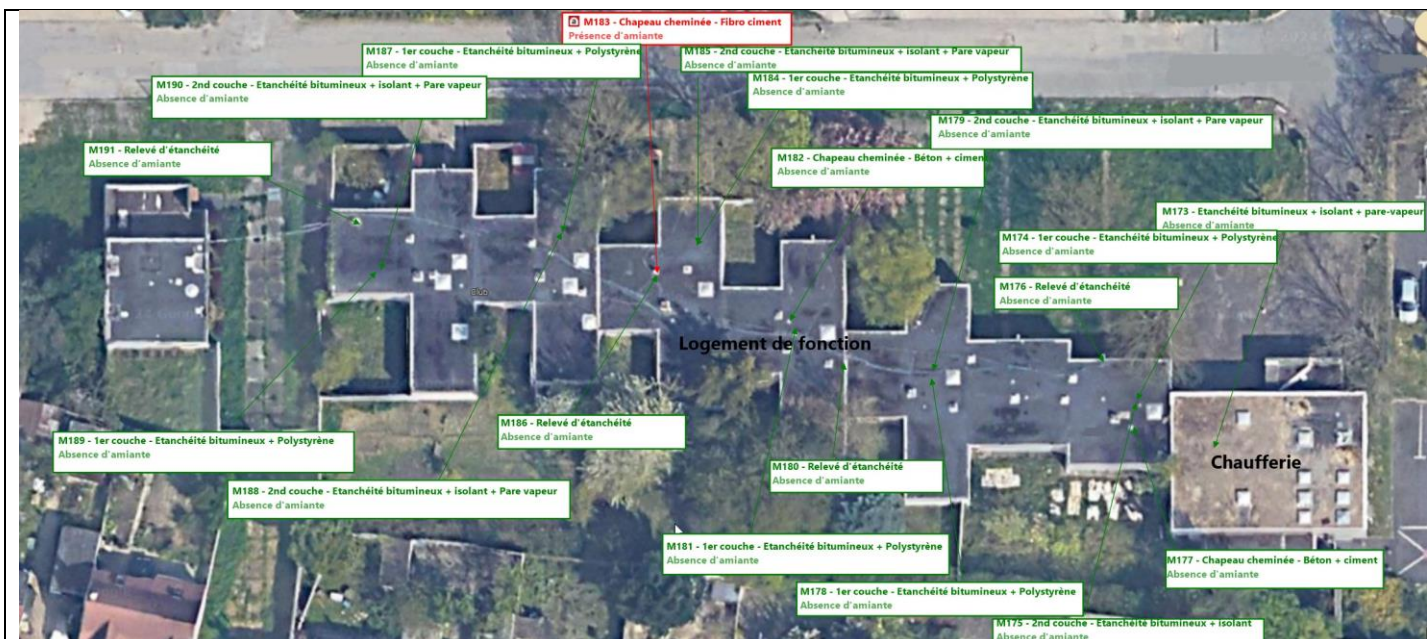 M183 - Chapeau cheminée - Fibro ciment
Présence d'amiante
M187 - 1er couche - Etanchéité bitumineux + Polystyrène
Absence d'amiante
M185 - 2nd couche - Etanchéité bitumineux + isolant + Pare vapeur
Absence d'amiante
M190 - 2nd couche - Etanchéité bitumineux + isolant + Pare vapeur
Absence d'amiante
M184 - 1er couche - Etanchéité bitumineux + Polystyrène
Absence d'amiante
M179 - 2nd couche - Etanchéité bitumineux + isolant + Pare vapeur
Absence d'amiante
M191 - Relevé d'étanchéité
Absence d'amiante
M182 - Chapeau cheminée - Béton + ciment
Absence d'amiante
M173 - Etanchéité bitumineux + isolant + pare-vapeur
Absence d'amiante
M174 - 1er couche - Etanchéité bitumineux + Polystyrène
Absence d'amiante
M176 - Relevé d'étanchéité
Absence d'amiante
Club
Logement de fonction
M186 - Relevé d'étanchéité
Absence d'amiante
M189 - 1er couche - Etanchéité bitumineux + Polystyrène
Absence d'amiante
M180 - Relevé d'étanchéité
Absence d'amiante
Chaufferie
M188 - 2nd couche - Etanchéité bitumineux + isolant + Pare vapeur
Absence d'amiante
M181 - 1er couche - Etanchéité bitumineux + Polystyrène
Absence d'amiante
M177 - Chapeau cheminée - Béton + ciment
Absence d'amiante
M178 - 1er couche - Etanchéité bitumineux + Polystyrène
Absence d'amiante
M175 - 2nd couche - Etanchéité bitumineux + isolant